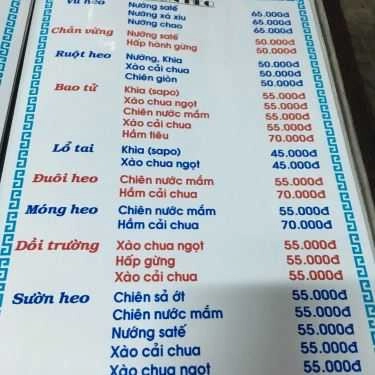 Vú heo Nướng satế 65.000đ
Nướng xá xíu 65.000đ
Nướng chao 65.000đ
Chân vứng Nướng satế 50.000đ
Hấp hành gừng 50.000đ
Ruột heo Nướng, Khìa 50.000đ
Xào cải chua 50.000đ
Chiên giòn 50.000đ
Bao tử Khìa (sapo) 55.000đ
Xào chua ngọt 55.000đ
Chiên nước mắm 55.000đ
Xào cải chua 55.000đ
Hầm tiêu 70.000đ
Lổ tai Khìa (sapo) 45.000đ
Xào chua ngọt 45.000đ
Đuôi heo Chiên nước mắm 55.000đ
Hầm cải chua 70.000đ
Móng heo Chiên nước mắm 55.000đ
Hầm cải chua 70.000đ
Dồi trường Xào chua ngọt 55.000đ
Hấp gừng 55.000đ
Xào cải chua 55.000đ
Sườn heo Chiên sả ớt 55.000đ
Chiên nước mắm 55.000đ
Nướng satế 55.000đ
Xào cải chua 55.000đ
Xào chua ngọt 55.000đ